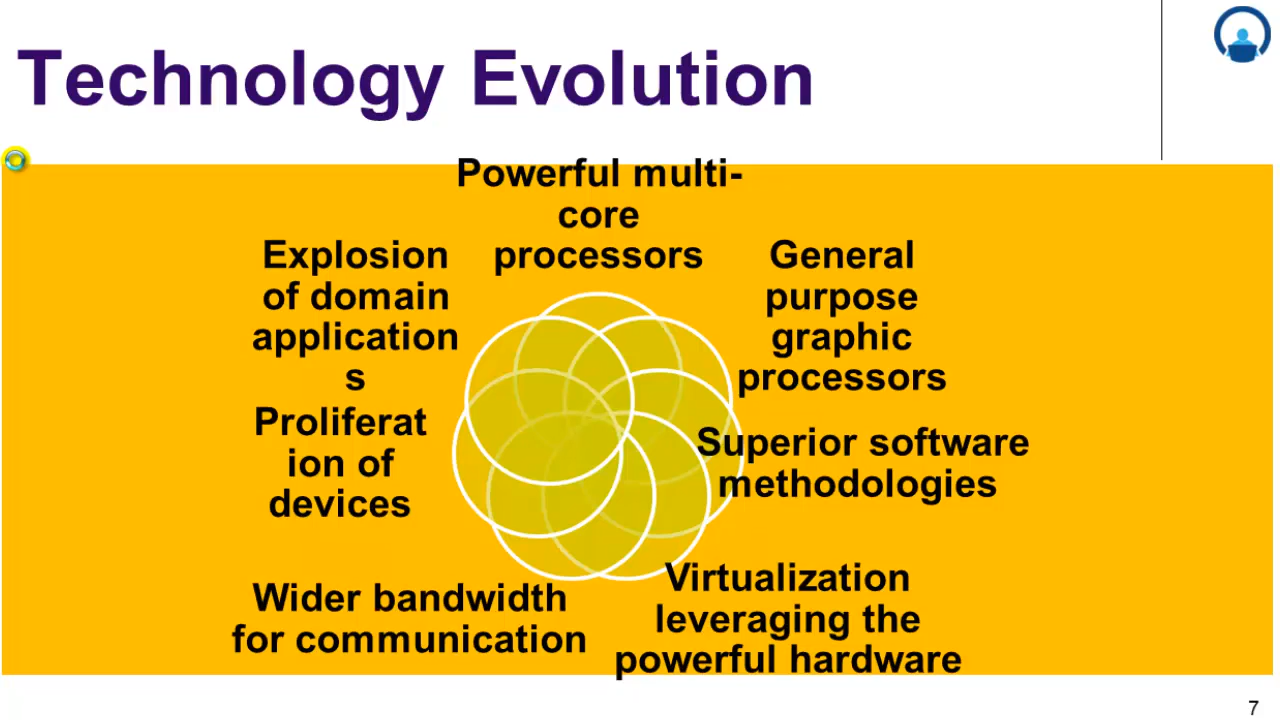 Technology Evolution
Powerful multi-
core
processors
General
purpose
graphic
processors
Superior software
methodologies
Virtualization
leveraging the
powerful hardware
Wider bandwidth
for communication
Proliferat
ion of
devices
Explosion
of domain
application
s
7